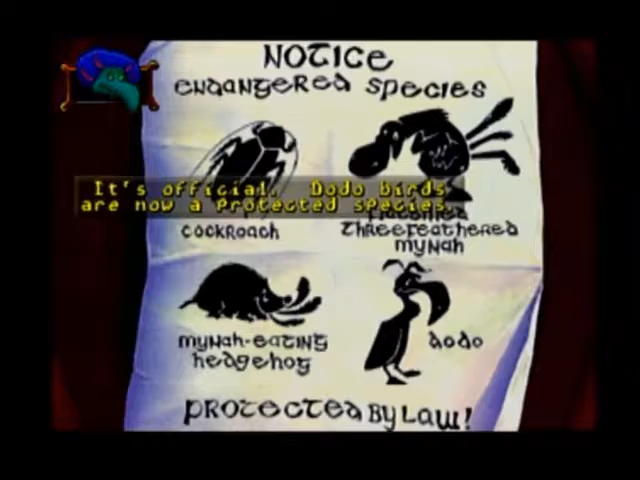 NOTICE
ENDANGERED SPECIES
It's official. Dodo birds
are now a protected species.
COCKROACH
THREEFEATHERED
MYNAH
MYNAH-EATING
HEDGEHOG
DODO
PROTECTED BY LAW!